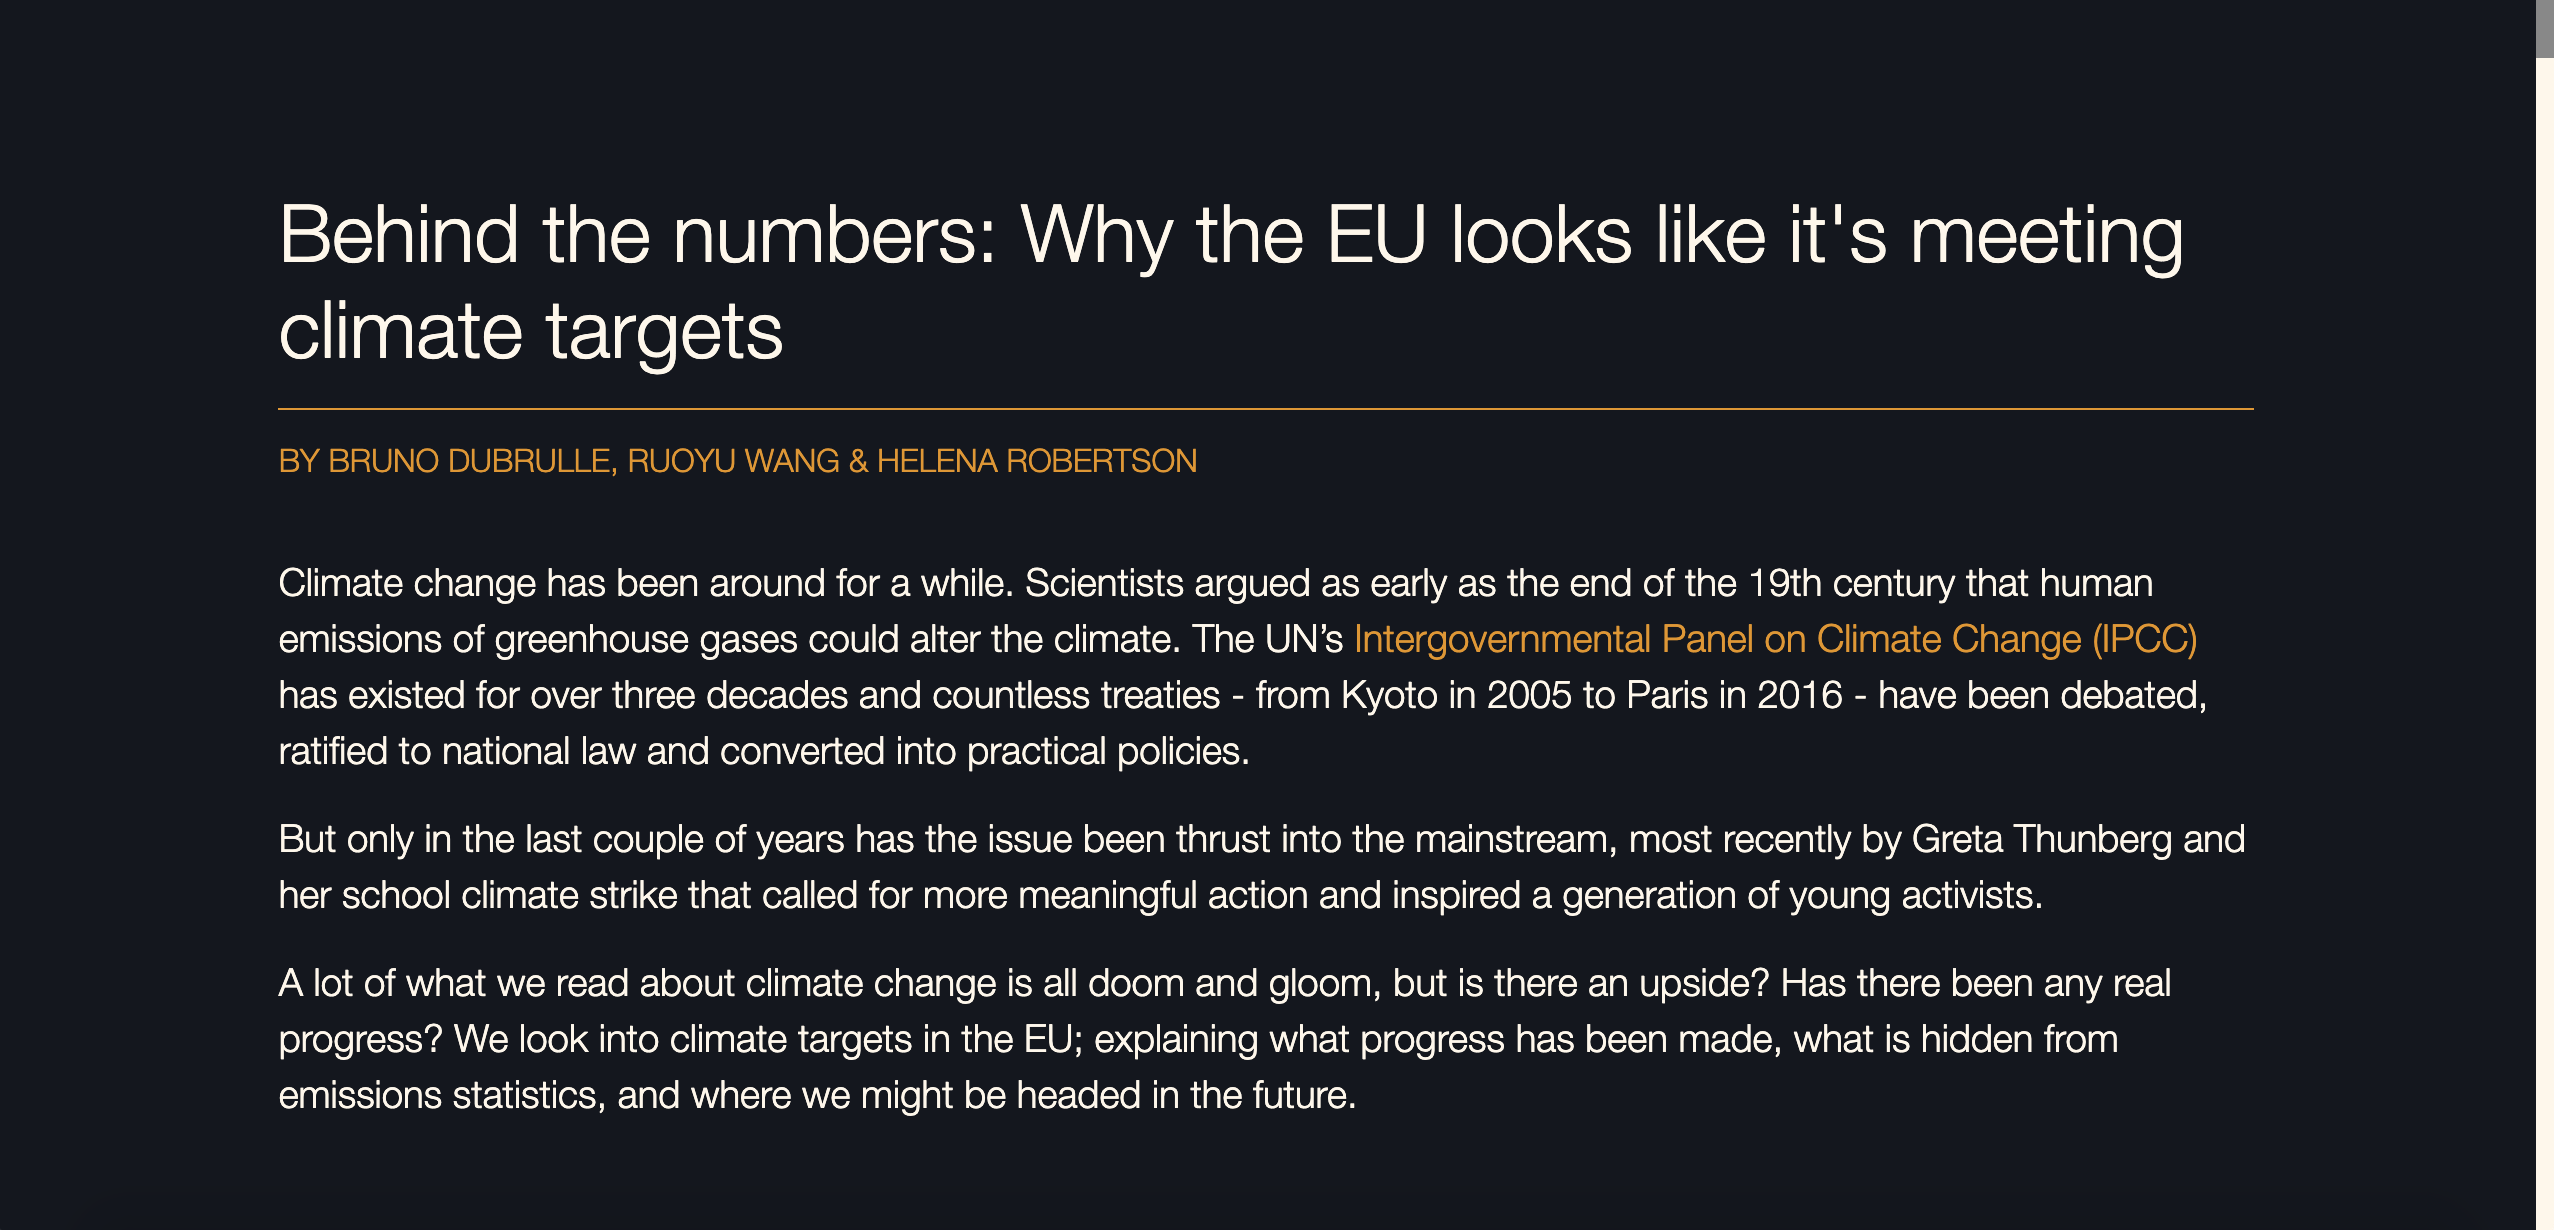 Behind the numbers: Why the EU looks like it's meeting
climate targets
BY BRUNO DUBRULLE, RUOYU WANG & HELENA ROBERTSON
Climate change has been around for a while. Scientists argued as early as the end of the 19th century that human
emissions of greenhouse gases could alter the climate. The UN’s Intergovernmental Panel on Climate Change (IPCC)
has existed for over three decades and countless treaties - from Kyoto in 2005 to Paris in 2016 - have been debated,
ratified to national law and converted into practical policies.
But only in the last couple of years has the issue been thrust into the mainstream, most recently by Greta Thunberg and
her school climate strike that called for more meaningful action and inspired a generation of young activists.
A lot of what we read about climate change is all doom and gloom, but is there an upside? Has there been any real
progress? We look into climate targets in the EU; explaining what progress has been made, what is hidden from
emissions statistics, and where we might be headed in the future.